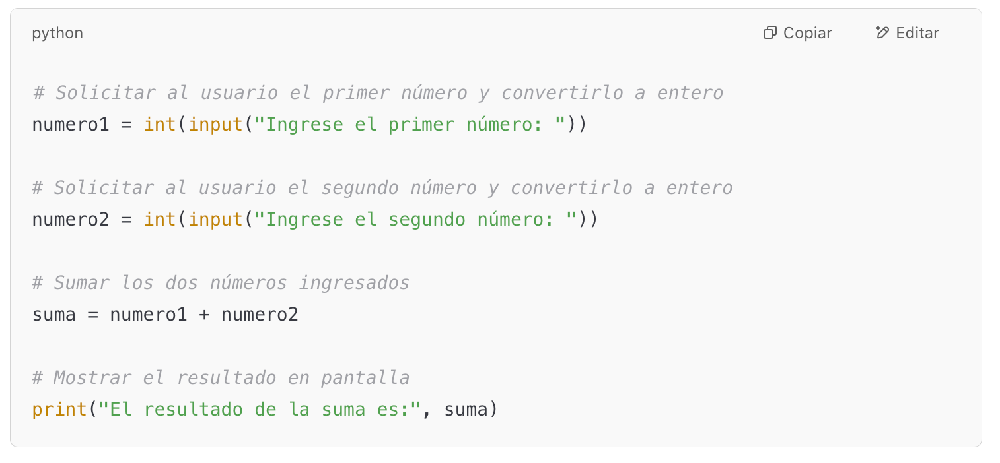 python
Copiar
Editar
# Solicitar al usuario el primer número y convertirlo a entero
numero1 = int(input("Ingrese el primer número: "))
# Solicitar al usuario el segundo número y convertirlo a entero
numero2 = int(input("Ingrese el segundo número: "))
# Sumar los dos números ingresados
suma = numero1 + numero2
# Mostrar el resultado en pantalla
print("El resultado de la suma es:", suma)